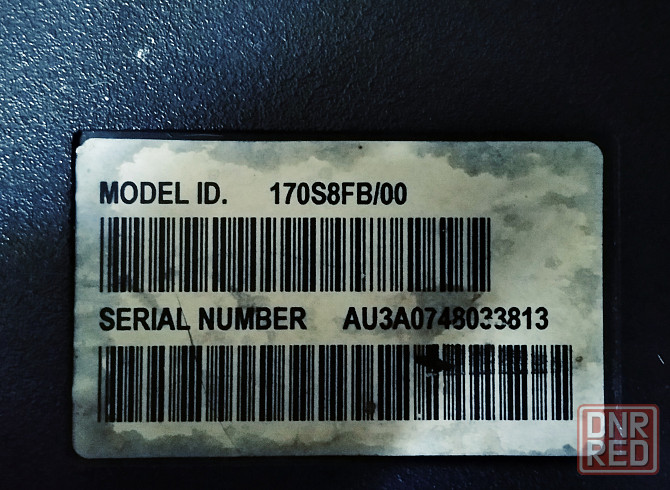 MODEL ID. 170S8FB/00
SERIAL NUMBER AU3A0748033813
DNR
RED